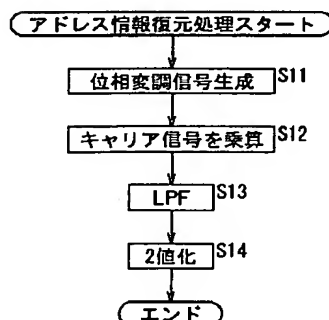 アドレス情報復元処理スタート
位相変調信号生成 S11
キャリア信号を乗算 S12
LPF S13
2値化 S14
エンド